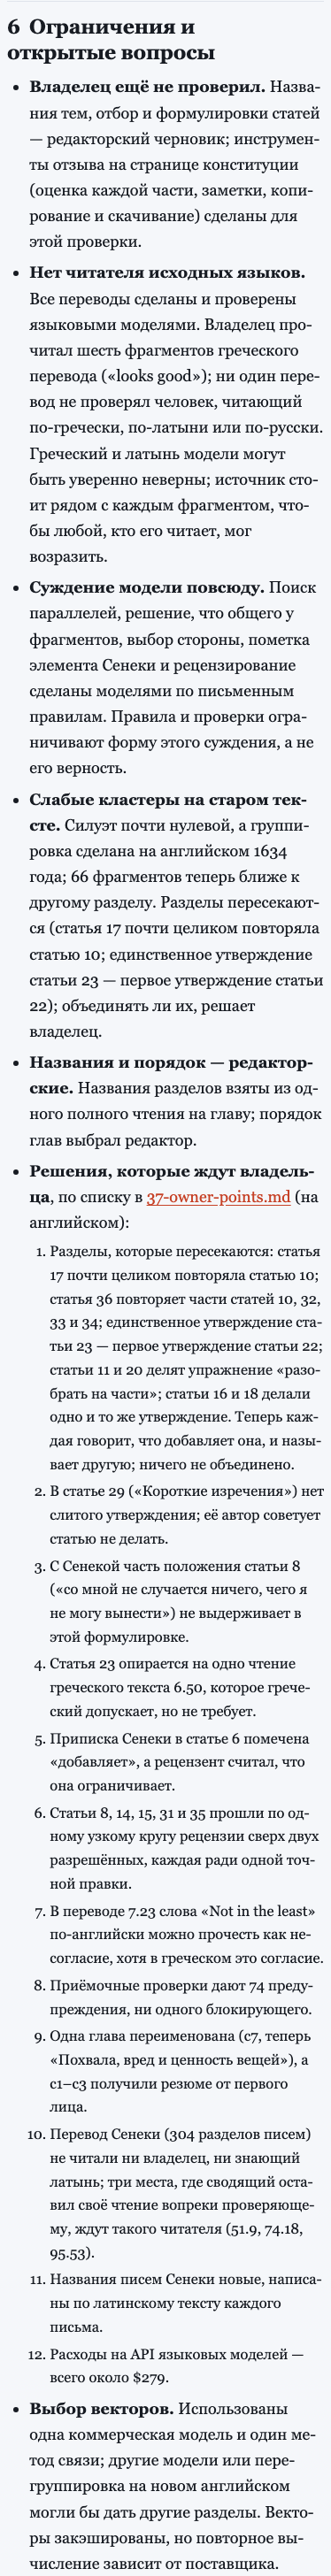 6 Ограничения и
открытые вопросы
• Владелец ещё не проверил. Назва-
ния тем, отбор и формулировки статей
— редакторский черновик; инструмен-
ты отзыва на странице конституции
(оценка каждой части, заметки, копи-
рование и скачивание) сделаны для
этой проверки.
• Нет читателя исходных языков.
Все переводы сделаны и проверены
языковыми моделями. Владелец про-
читал шесть фрагментов греческого
перевода («looks good»); ни один пере-
вод не проверял человек, читающий
по-гречески, по-латыни или по-русски.
Греческий и латынь модели могут
быть уверенно неверны; источник сто-
ит рядом с каждым фрагментом, что-
бы любой, кто его читает, мог
возразить.
• Суждение модели повсюду. Поиск
параллелей, решение, что общего у
фрагментов, выбор стороны, пометка
элемента Сенеки и рецензирование
сделаны моделями по письменным
правилам. Правила и проверки огра-
ничивают форму этого суждения, а не
его верность.
• Слабые кластеры на старом тек-
сте. Силуэт почти нулевой, а группи-
ровка сделана на английском 1634
года; 66 фрагментов теперь ближе к
другому разделу. Разделы пересекают-
ся (статья 17 почти целиком повторяла
статью 10; единственное утверждение
статьи 23 — первое утверждение статьи
22); объединять ли их, решает
владелец.
• Названия и порядок — редактор-
ские. Названия разделов взяты из од-
ного полного чтения на главу; порядок
глав выбрал редактор.
• Решения, которые ждут владель-
ца, по списку в 37-owner-points.md (на
английском):
1. Разделы, которые пересекаются: статья
17 почти целиком повторяла статью 10;
статья 36 повторяет части статей 10, 32,
33 и 34; единственное утверждение ста-
тьи 23 — первое утверждение статьи 22;
статьи 11 и 20 делят упражнение «разо-
брать на части»; статьи 16 и 18 делали
одно и то же утверждение. Теперь каж-
дая говорит, что добавляет она, и назы-
вает другую; ничего не объединено.
2. В статье 29 («Короткие изречения») нет
слитого утверждения; её автор советует
статью не делать.
3. С Сенекой часть положения статьи 8
(«со мной не случается ничего, чего я
не могу вынести») не выдерживает в
этой формулировке.
4. Статья 23 опирается на одно чтение
греческого текста 6.50, которое грече-
ский допускает, но не требует.
5. Приписка Сенеки в статье 6 помечена
«добавляет», а рецензент считал, что
она ограничивает.
6. Статьи 8, 14, 15, 31 и 35 прошли по од-
ному узкому кругу рецензии сверх двух
разрешённых, каждая ради одной точ-
ной правки.
7. В переводе 7.23 слова «Not in the least»
по-английски можно прочесть как не-
согласие, хотя в греческом это согласие.
8. Приёмочные проверки дают 74 преду-
преждения, ни одного блокирующего.
9. Одна глава переименована (c7, теперь
«Похвала, вред и ценность вещей»), а
c1–c3 получили резюме от первого
лица.
10. Перевод Сенеки (304 разделов писем)
не читали ни владелец, ни знающий
латынь; три места, где сводящий оста-
вил своё чтение вопреки проверяюще-
му, ждут такого читателя (51.9, 74.18,
95.53).
11. Названия писем Сенеки новые, написа-
ны по латинскому тексту каждого
письма.
12. Расходы на API языковых моделей —
всего около $279.
• Выбор векторов. Использованы
одна коммерческая модель и один ме-
тод связи; другие модели или пере-
группировка на новом английском
могли бы дать другие разделы. Векто-
ры закэшированы, но повторное вы-
числение зависит от поставщика.